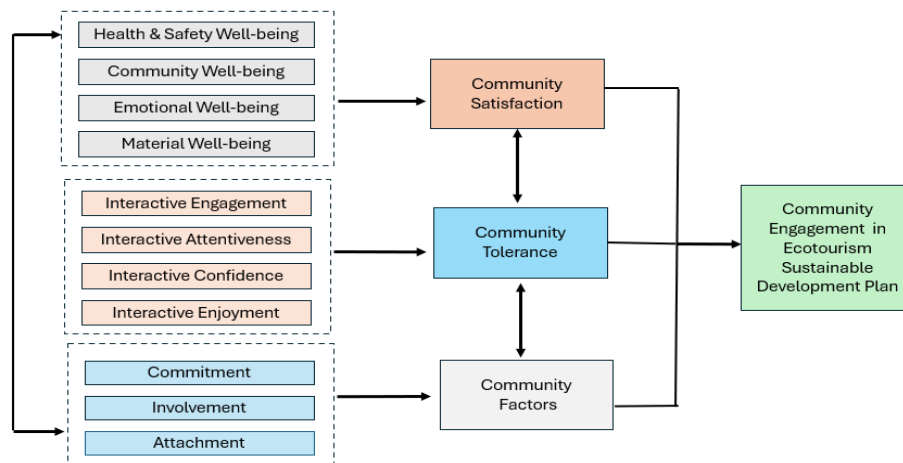 Health & Safety Well-being
Community Well-being
Emotional Well-being
Material Well-being
Interactive Engagement
Interactive Attentiveness
Interactive Confidence
Interactive Enjoyment
Commitment
Involvement
Attachment
Community
Satisfaction
Community
Tolerance
Community
Factors
Community
Engagement in
Ecotourism
Sustainable
Development Plan